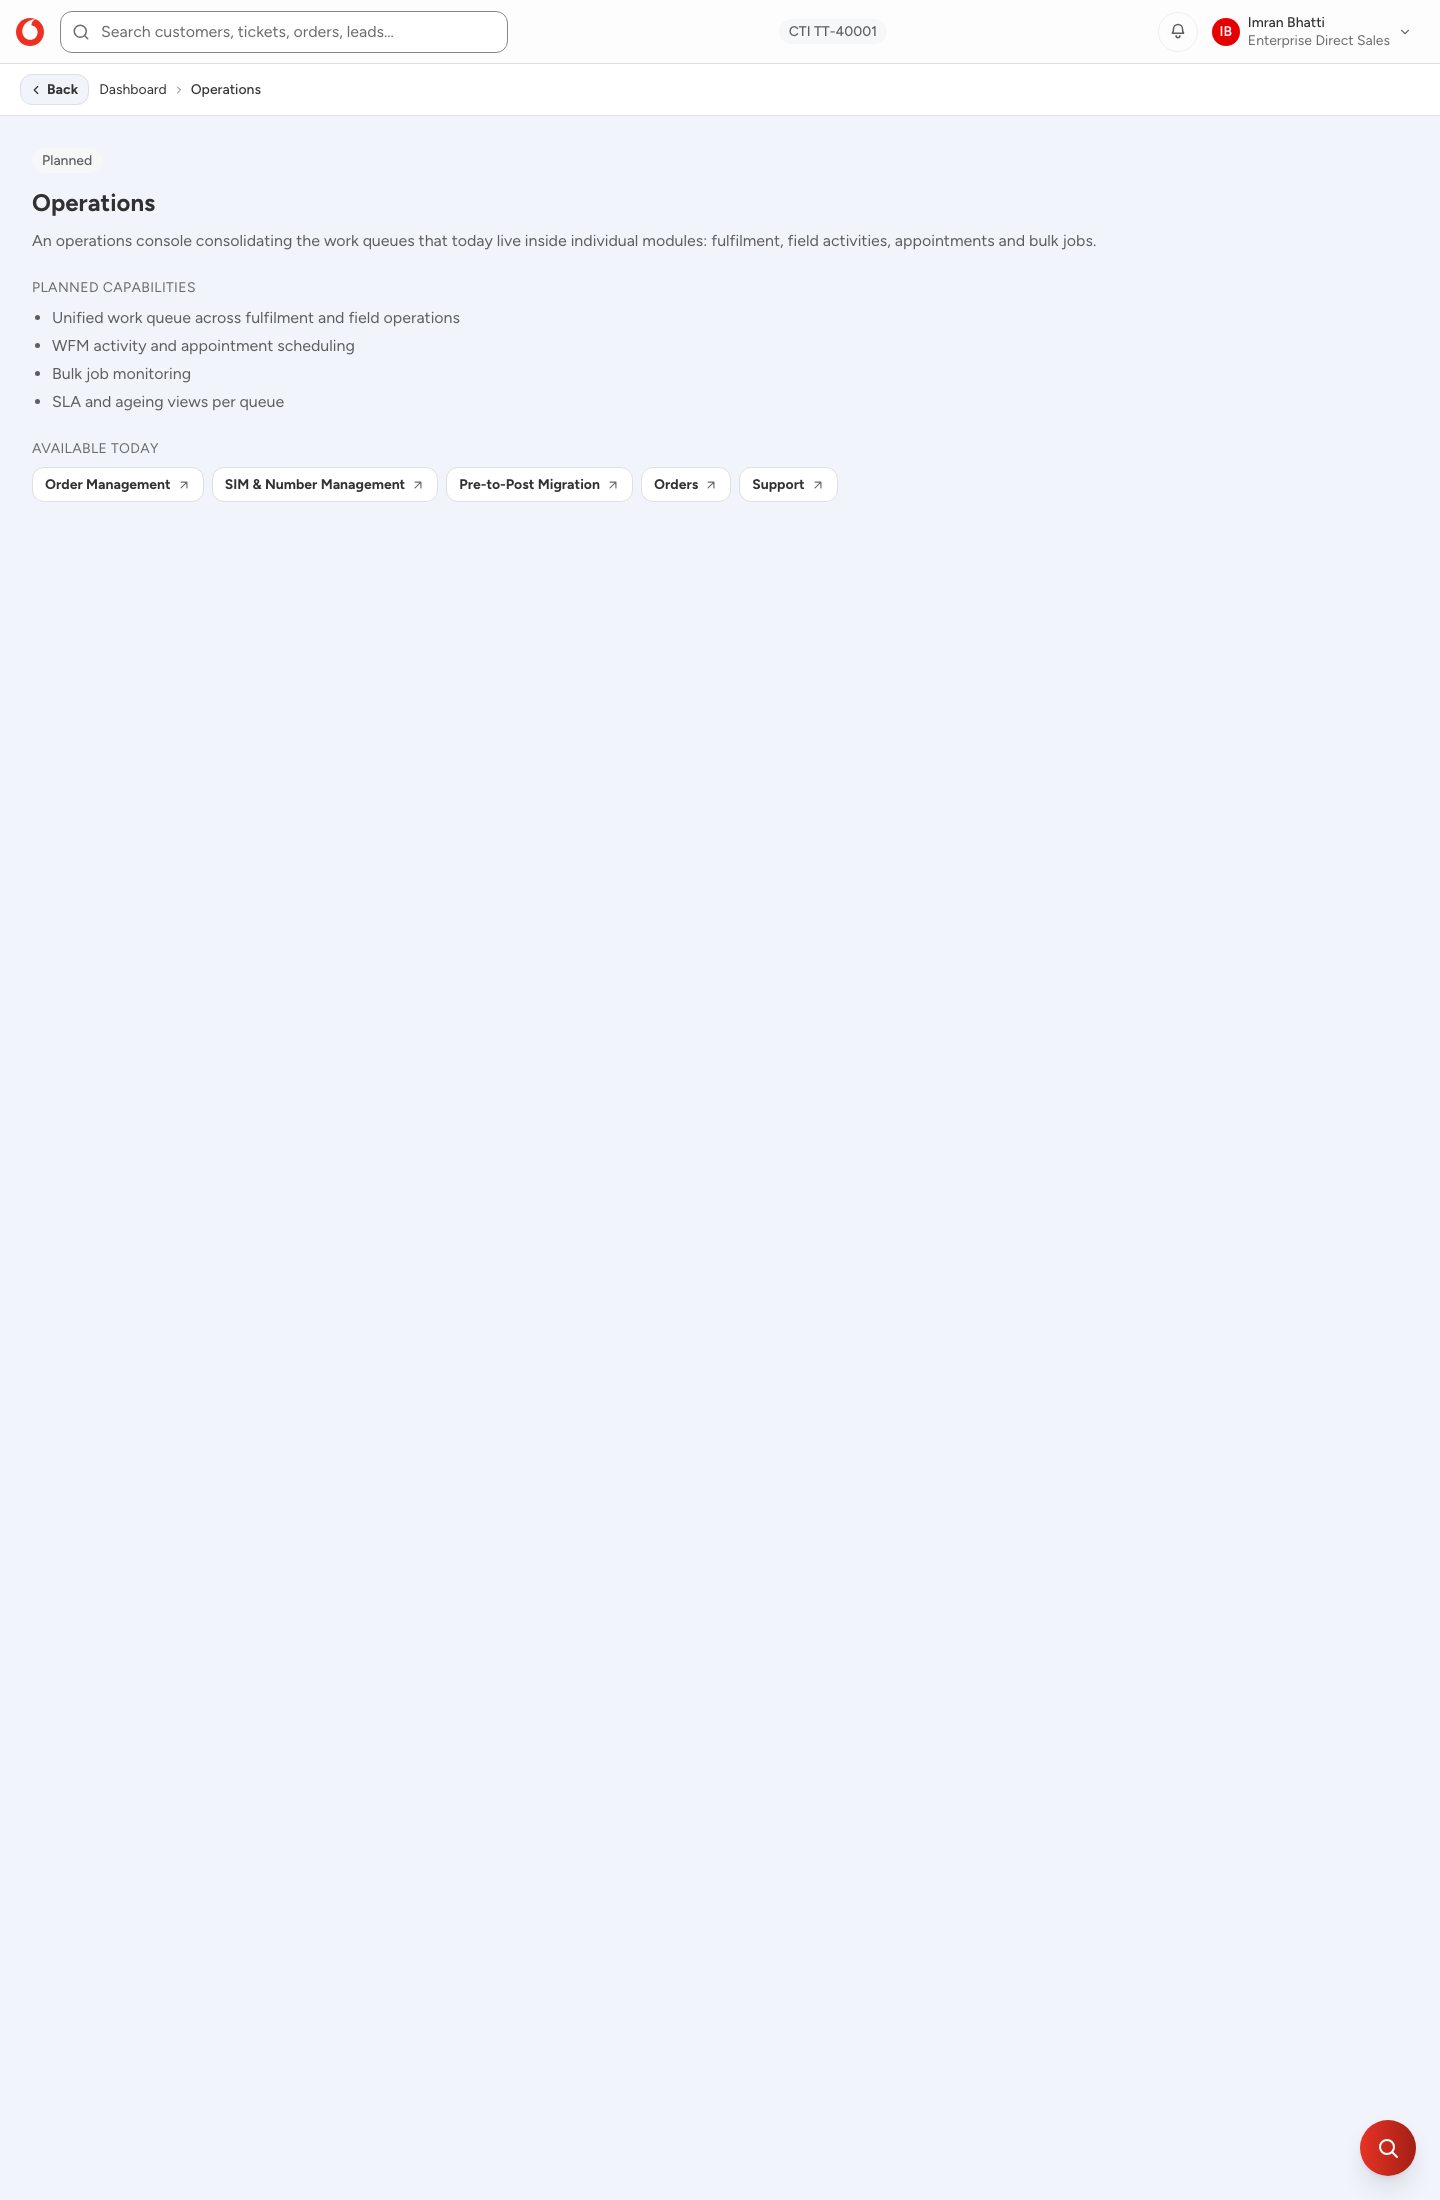 Search customers, tickets, orders, leads...
CTI TT-40001
IB
Imran Bhatti
Enterprise Direct Sales
Back
Dashboard
Operations
Planned
Operations
An operations console consolidating the work queues that today live inside individual modules: fulfilment, field activities, appointments and bulk jobs.
PLANNED CAPABILITIES
Unified work queue across fulfilment and field operations
WFM activity and appointment scheduling
Bulk job monitoring
SLA and ageing views per queue
AVAILABLE TODAY
Order Management
SIM & Number Management
Pre-to-Post Migration
Orders
Support